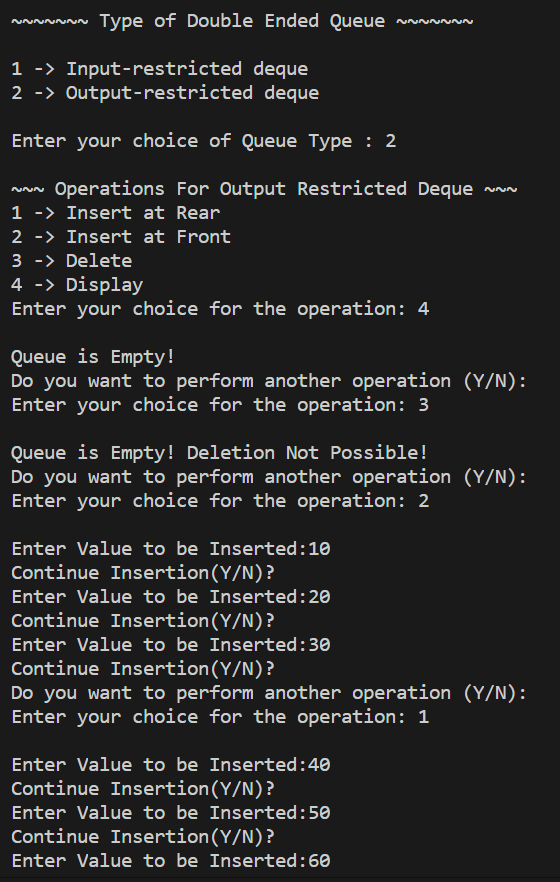 ~~~~~~~ Type of Double Ended Queue ~~~~~~~
1 -> Input-restricted deque
2 -> Output-restricted deque
Enter your choice of Queue Type : 2
~~~ Operations For Output Restricted Deque ~~~
1 -> Insert at Rear
2 -> Insert at Front
3 -> Delete
4 -> Display
Enter your choice for the operation: 4
Queue is Empty!
Do you want to perform another operation (Y/N):
Enter your choice for the operation: 3
Queue is Empty! Deletion Not Possible!
Do you want to perform another operation (Y/N):
Enter your choice for the operation: 2
Enter Value to be Inserted:10
Continue Insertion(Y/N)?
Enter Value to be Inserted:20
Continue Insertion(Y/N)?
Enter Value to be Inserted:30
Continue Insertion(Y/N)?
Do you want to perform another operation (Y/N):
Enter your choice for the operation: 1
Enter Value to be Inserted:40
Continue Insertion(Y/N)?
Enter Value to be Inserted:50
Continue Insertion(Y/N)?
Enter Value to be Inserted:60